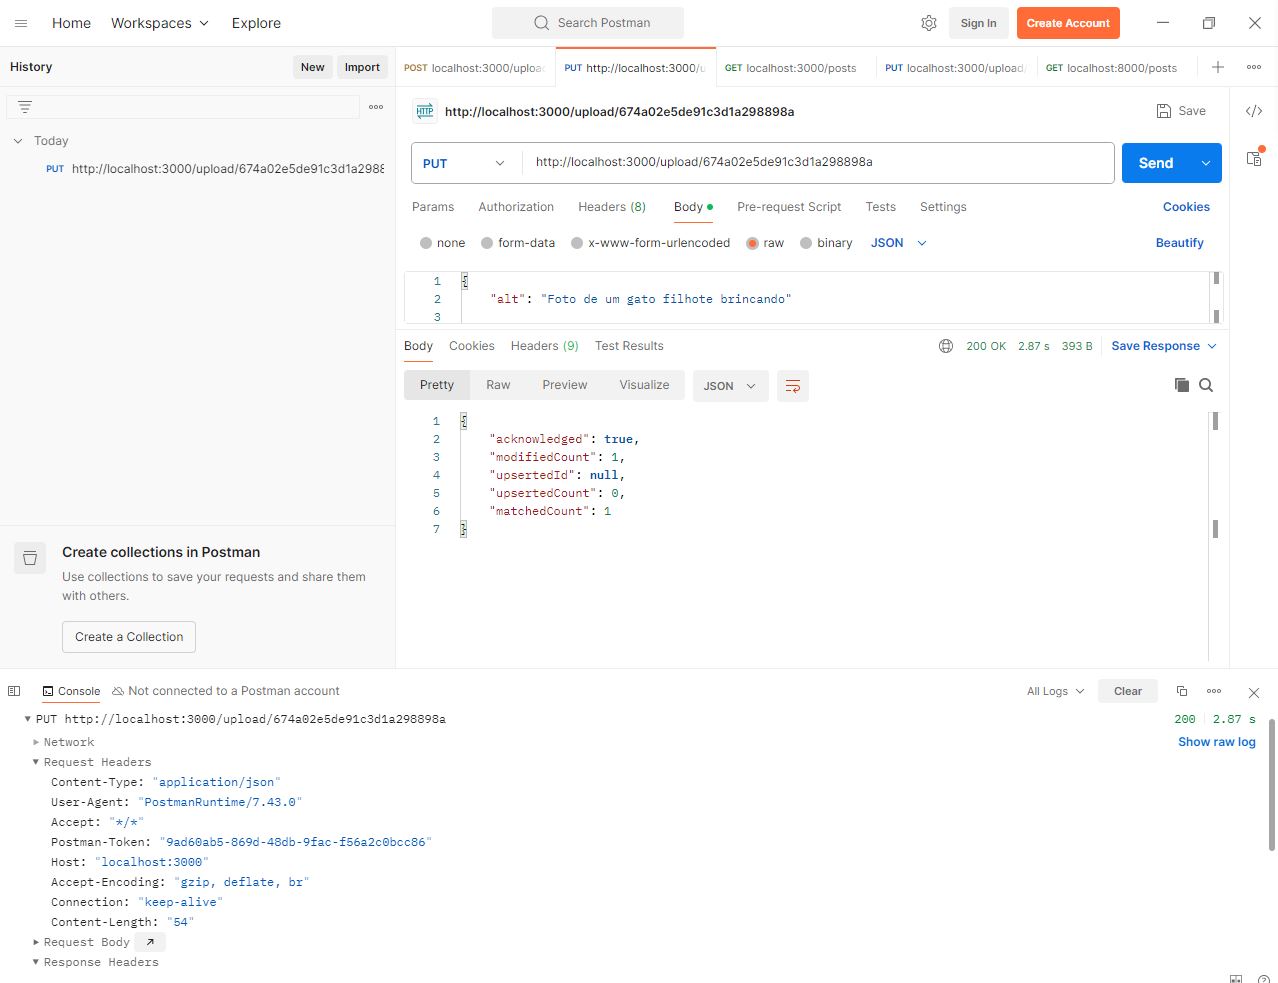 Home Workspaces Explore Search Postman Sign In Create Account
History New Import
POST localhost:3000/upload PUT http://localhost:3000/u GET localhost:3000/posts PUT localhost:3000/upload/ GET localhost:8000/posts
HTTP http://localhost:3000/upload/674a02e5de91c3d1a298898a Save
Today
PUT http://localhost:3000/upload/674a02e5de91c3d1a298
PUT http://localhost:3000/upload/674a02e5de91c3d1a298898a Send
Params Authorization Headers (8) Body Pre-request Script Tests Settings Cookies
none form-data x-www-form-urlencoded raw binary JSON Beautify
1 {
2 "alt": "Foto de um gato filhote brincando"
3
Body Cookies Headers (9) Test Results 200 OK 2.87 s 393 B Save Response
Pretty Raw Preview Visualize JSON
1 {
2 "acknowledged": true,
3 "modifiedCount": 1,
4 "upsertedId": null,
5 "upsertedCount": 0,
6 "matchedCount": 1
7 }
Create collections in Postman
Use collections to save your requests and share them
with others.
Create a Collection
Console Not connected to a Postman account All Logs Clear
PUT http://localhost:3000/upload/674a02e5de91c3d1a298898a 200 2.87 s
Network Show raw log
Request Headers
Content-Type: "application/json"
User-Agent: "PostmanRuntime/7.43.0"
Accept: "*/*"
Postman-Token: "9ad60ab5-869d-48db-9fac-f56a2c0bcc86"
Host: "localhost:3000"
Accept-Encoding: "gzip, deflate, br"
Connection: "keep-alive"
Content-Length: "54"
Request Body
Response Headers